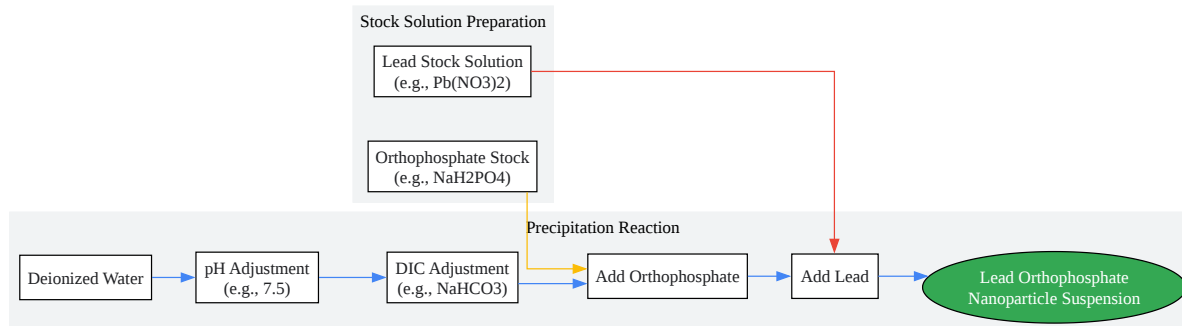 Stock Solution Preparation
Lead Stock Solution
(e.g., Pb(NO3)2)
Orthophosphate Stock
(e.g., NaH2PO4)
Precipitation Reaction
Deionized Water
pH Adjustment
(e.g., 7.5)
DIC Adjustment
(e.g., NaHCO3)
Add Orthophosphate
Add Lead
Lead Orthophosphate
Nanoparticle Suspension